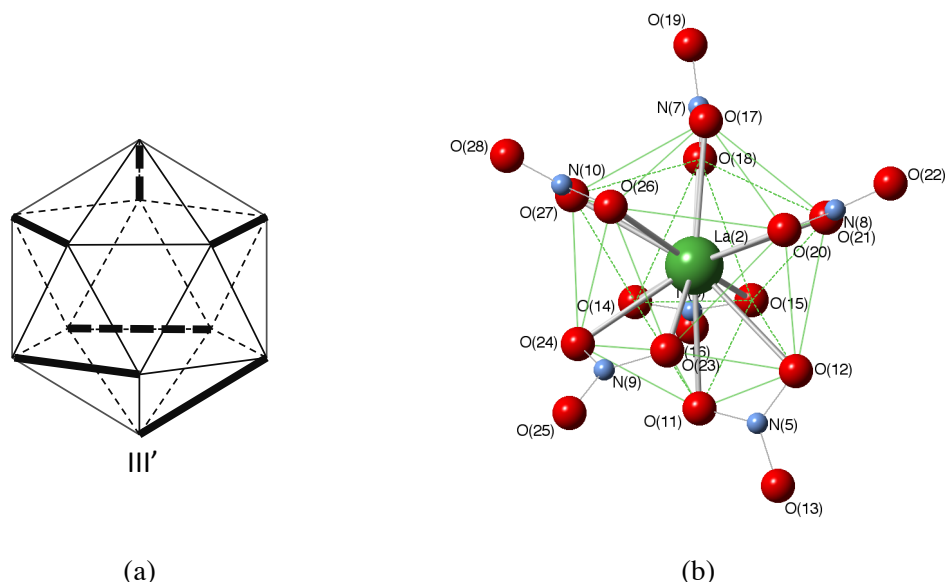 O(19)
N(7)
O(17)
O(28)
O(18)
N(10)
O(22)
O(26)
O(27)
N(8)
La(2)
O(20)
O(21)
O(14)
O(15)
O(24)
(16)
O(23)
O(12)
N(9)
O(11)
N(5)
O(25)
III’
O(13)
(a)
(b)